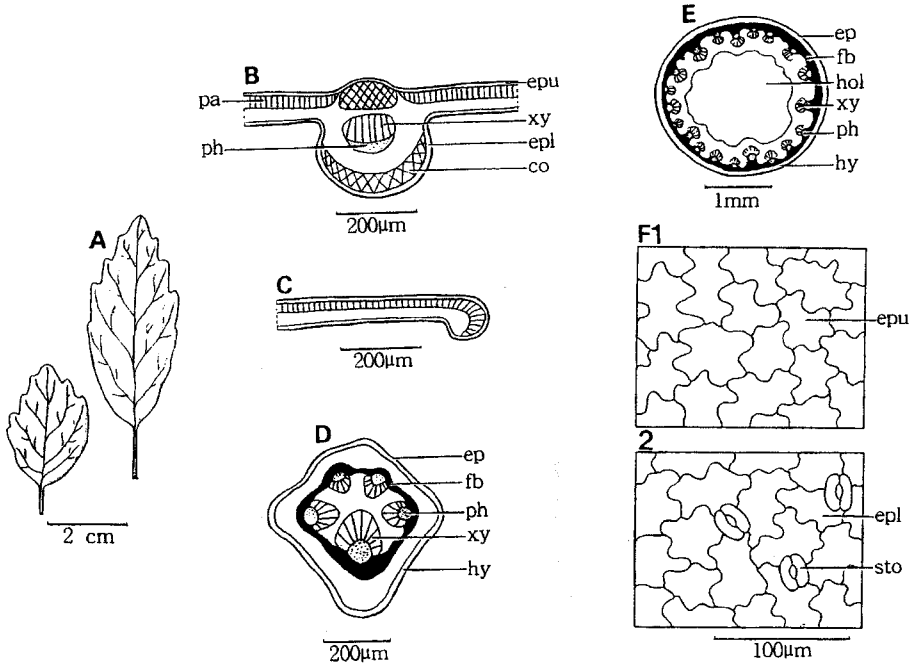 A
2 cm
B
pa
epu
xy
ph
epl
co
200μm
C
200μm
D
ep
fb
ph
xy
hy
200μm
E
ep
fb
hol
xy
ph
hy
1mm
F1
epu
2
epl
sto
100μm